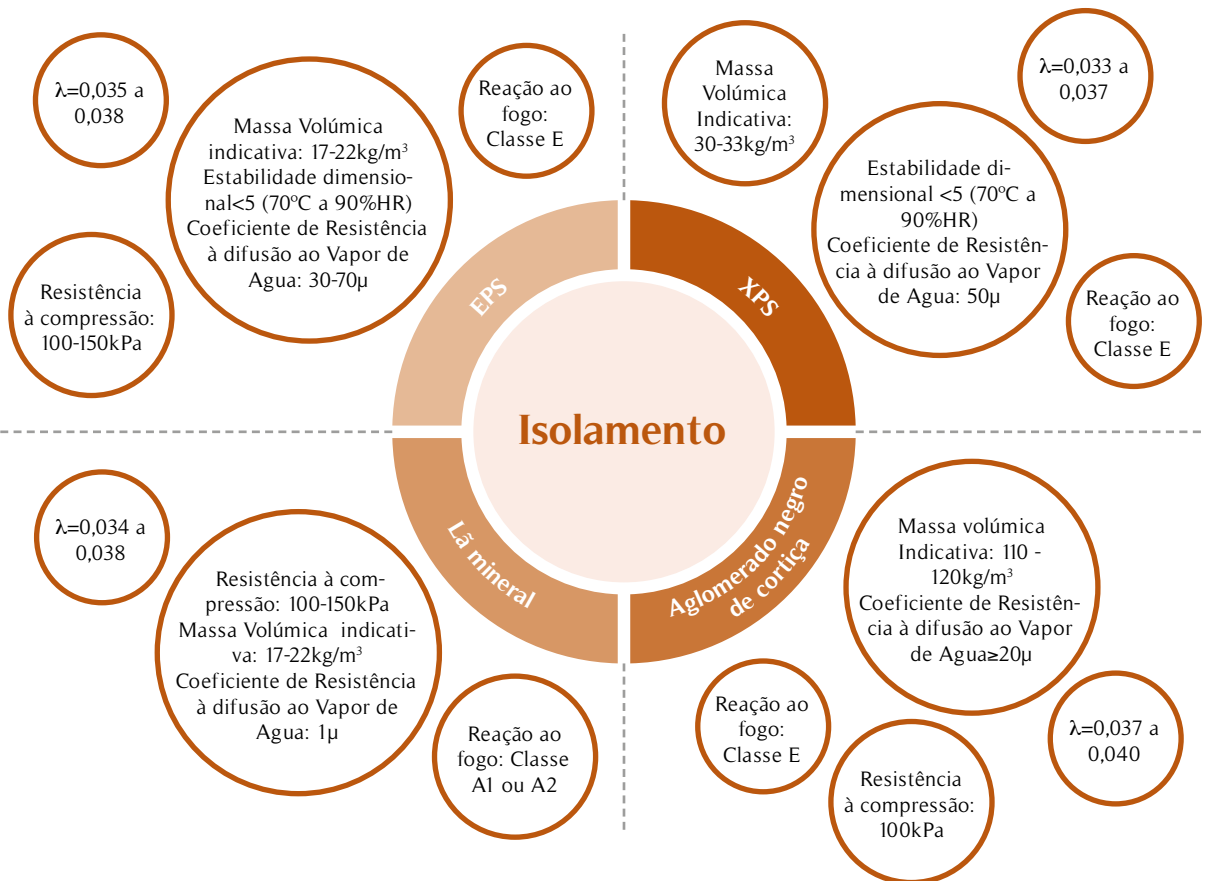 λ=0,035 a
0,038
Massa Volúmica
indicativa: 17-22kg/m³
Estabilidade dimensio-
nal<5 (70ºC a 90%HR)
Coeficiente de Resistência
à difusão ao Vapor de
Agua: 30-70µ
Reação ao
fogo:
Classe E
Resistência
à compressão:
100-150kPa
EPS
Massa
Volúmica
Indicativa:
30-33kg/m³
λ=0,033 a
0,037
Estabilidade di-
mensional <5 (70ºC a
90%HR)
Coeficiente de Resistên-
cia à difusão ao Vapor
de Agua: 50µ
Reação ao
fogo:
Classe E
XPS
Isolamento
λ=0,034 a
0,038
Resistência à com-
pressão: 100-150kPa
Massa Volúmica indicati-
va: 17-22kg/m³
Coeficiente de Resistência
à difusão ao Vapor de
Agua: 1µ
Reação ao
fogo: Classe
A1 ou A2
Lã mineral
Aglomerado negro
de cortiça
Massa volúmica
Indicativa: 110 -
120kg/m³
Coeficiente de Resistên-
cia à difusão ao Vapor
de Agua≥20µ
Reação ao
fogo:
Classe E
Resistência
à compressão:
100kPa
λ=0,037 a
0,040